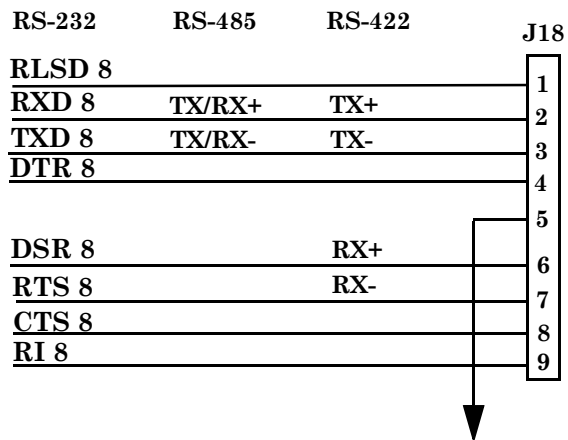 RS-232 RS-485 RS-422
J18
RLSD 8 1
RXD 8 TX/RX+ TX+ 2
TXD 8 TX/RX- TX- 3
DTR 8 4
5
DSR 8 RX+ 6
RTS 8 RX- 7
CTS 8 8
RI 8 9